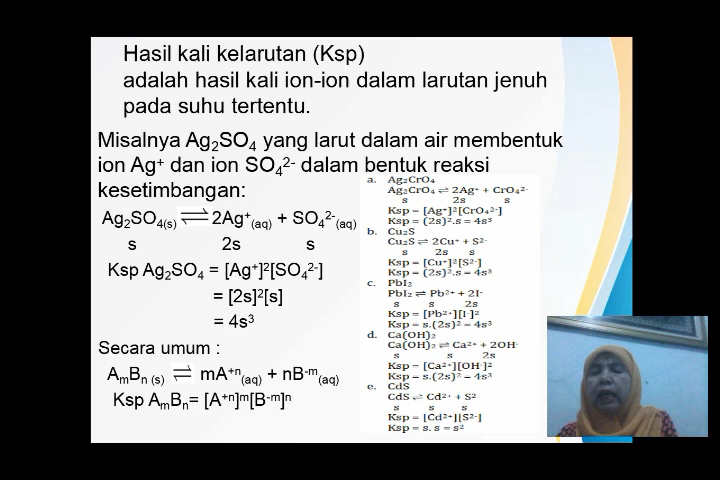 Hasil kali kelarutan (Ksp)
adalah hasil kali ion-ion dalam larutan jenuh
pada suhu tertentu.
Misalnya Ag₂SO₄ yang larut dalam air membentuk
ion Ag⁺ dan ion SO₄²⁻ dalam bentuk reaksi
kesetimbangan:
Ag₂SO₄₍s₎ ⇌ 2Ag⁺(aq) + SO₄²⁻(aq)
s 2s s
Ksp Ag₂SO₄ = [Ag⁺]²[SO₄²⁻]
= [2s]²[s]
= 4s³
Secara umum :
AₘBₙ (s) ⇌ mA⁺ⁿ(aq) + nB⁻ᵐ(aq)
Ksp AₘBₙ= [A⁺ⁿ]ᵐ[B⁻ᵐ]ⁿ
a. Ag₂CrO₄
Ag₂CrO₄ ⇌ 2Ag⁺ + CrO₄²⁻
s 2s s
Ksp = [Ag⁺]²[CrO₄²⁻]
Ksp = (2s)².s = 4s³
b. Cu₂S
Cu₂S ⇌ 2Cu⁺ + S²⁻
s 2s s
Ksp = [Cu⁺]²[S²⁻]
Ksp = (2s)².s = 4s³
c. PbI₂
PbI₂ ⇌ Pb²⁺ + 2I⁻
s s 2s
Ksp = [Pb²⁺][I⁻]²
Ksp = s.(2s)² = 4s³
d. Ca(OH)₂
Ca(OH)₂ ⇌ Ca²⁺ + 2OH⁻
s s 2s
Ksp = [Ca²⁺][OH⁻]²
Ksp = s.(2s)² = 4s³
e. CdS
CdS ⇌ Cd²⁺ + S²
s s s
Ksp = [Cd²⁺][S²⁻]
Ksp = s. s = s²